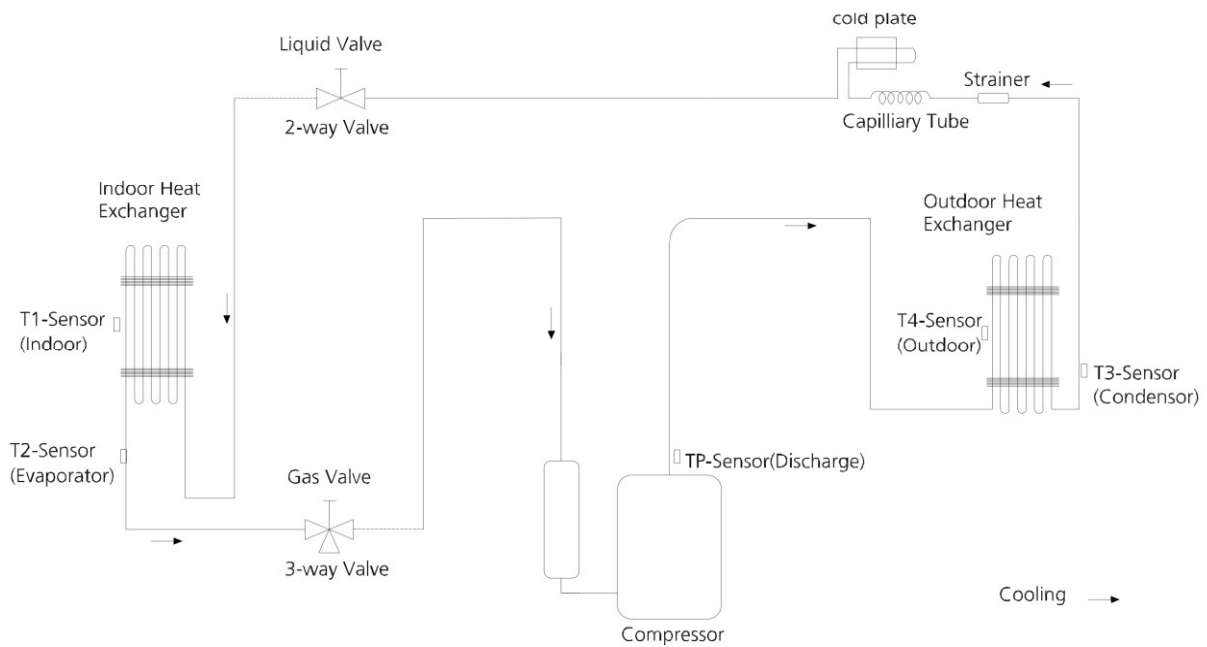 cold plate
Liquid Valve
Strainer
2-way Valve
Capilliary Tube
Indoor Heat
Exchanger
Outdoor Heat
Exchanger
T1-Sensor
(Indoor)
T4-Sensor
(Outdoor)
T3-Sensor
(Condensor)
T2-Sensor
(Evaporator)
Gas Valve
TP-Sensor(Discharge)
3-way Valve
Cooling
Compressor